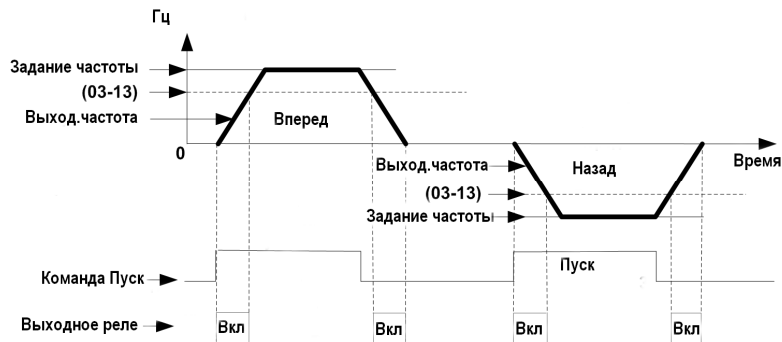 Гц
Задание частоты
(03-13)
Выход.частота
Вперед
0
Время
Выход.частота
Назад
(03-13)
Задание частоты
Команда Пуск
Пуск
Выходное реле
Вкл
Вкл
Вкл
Вкл